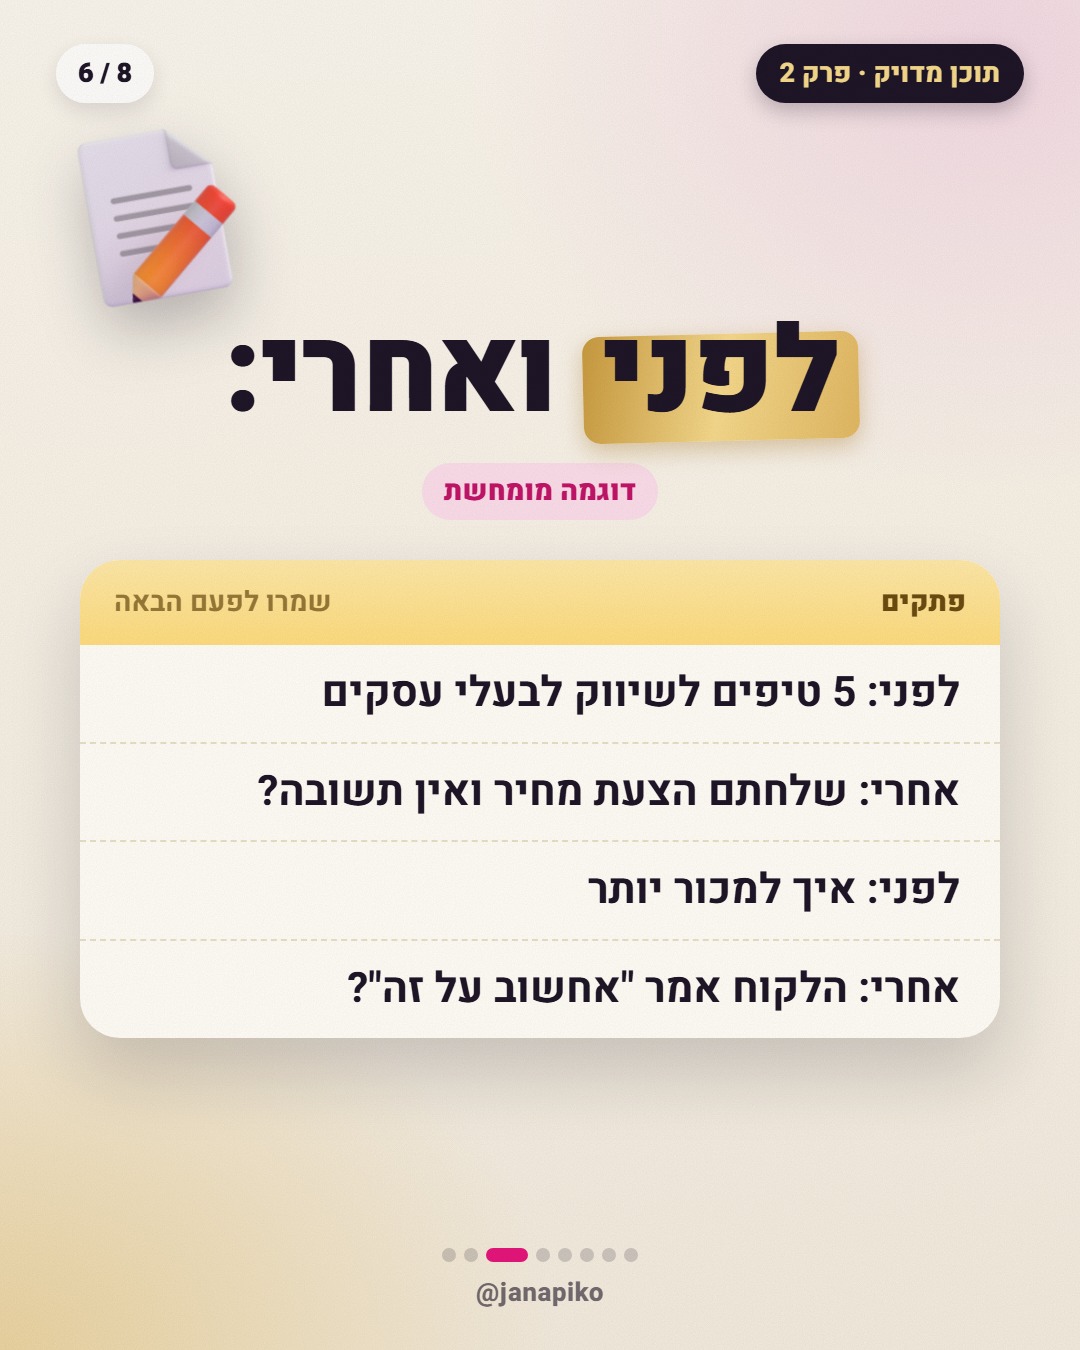 תוכן מדויק · פרק 2
6 / 8
לפני ואחרי:
דוגמה מומחשת
פתקים
שמרו לפעם הבאה
לפני: 5 טיפים לשיווק לבעלי עסקים
אחרי: שלחתם הצעת מחיר ואין תשובה?
לפני: איך למכור יותר
אחרי: הלקוח אמר "אחשוב על זה"?
@janapiko